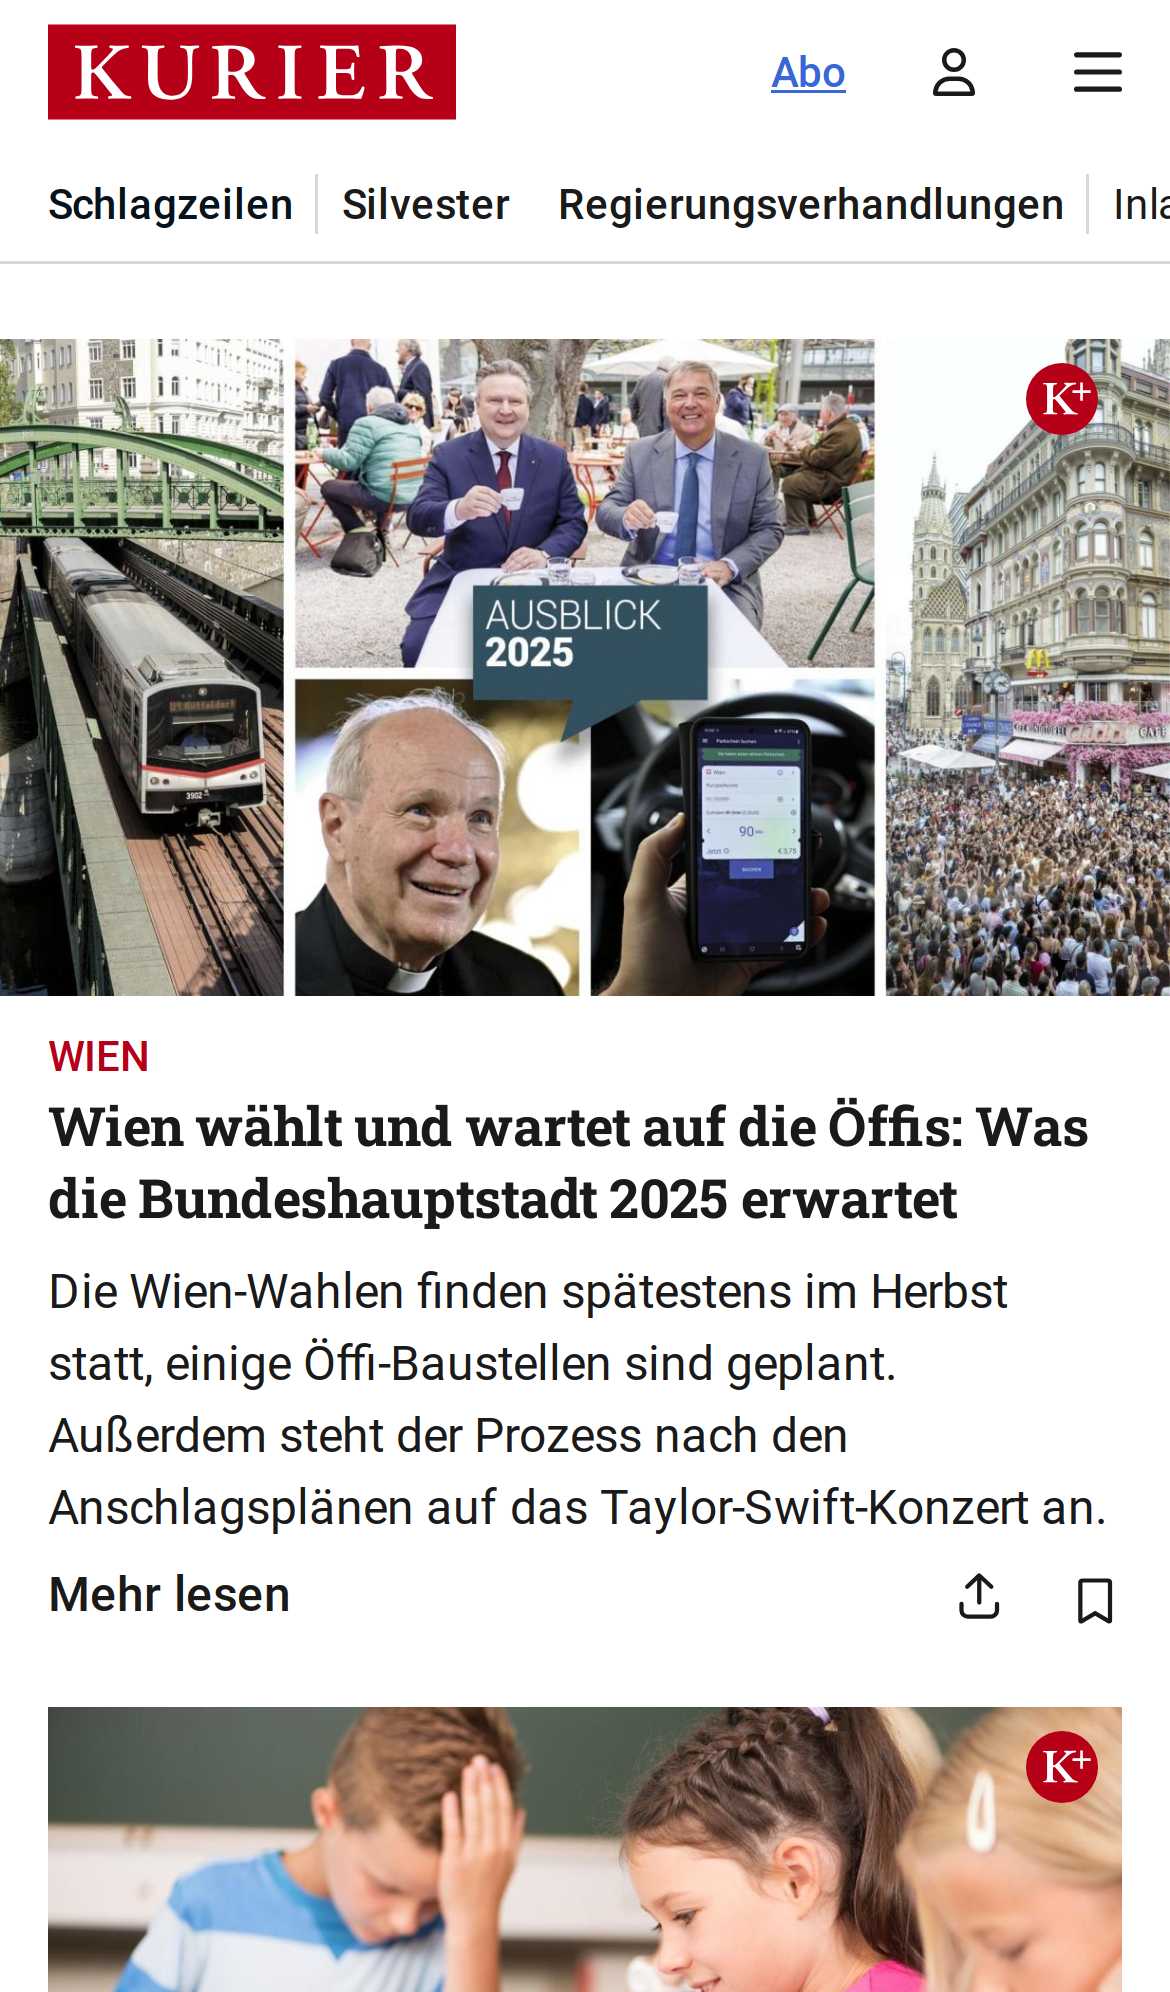 KURIER
Abo
Schlagzeilen
Silvester
Regierungsverhandlungen
Inla
K+
AUSBLICK
2025
3902
90
WIEN
Wien wählt und wartet auf die Öffis: Was
die Bundeshauptstadt 2025 erwartet
Die Wien-Wahlen finden spätestens im Herbst
statt, einige Öffi-Baustellen sind geplant.
Außerdem steht der Prozess nach den
Anschlagsplänen auf das Taylor-Swift-Konzert an.
Mehr lesen
K+